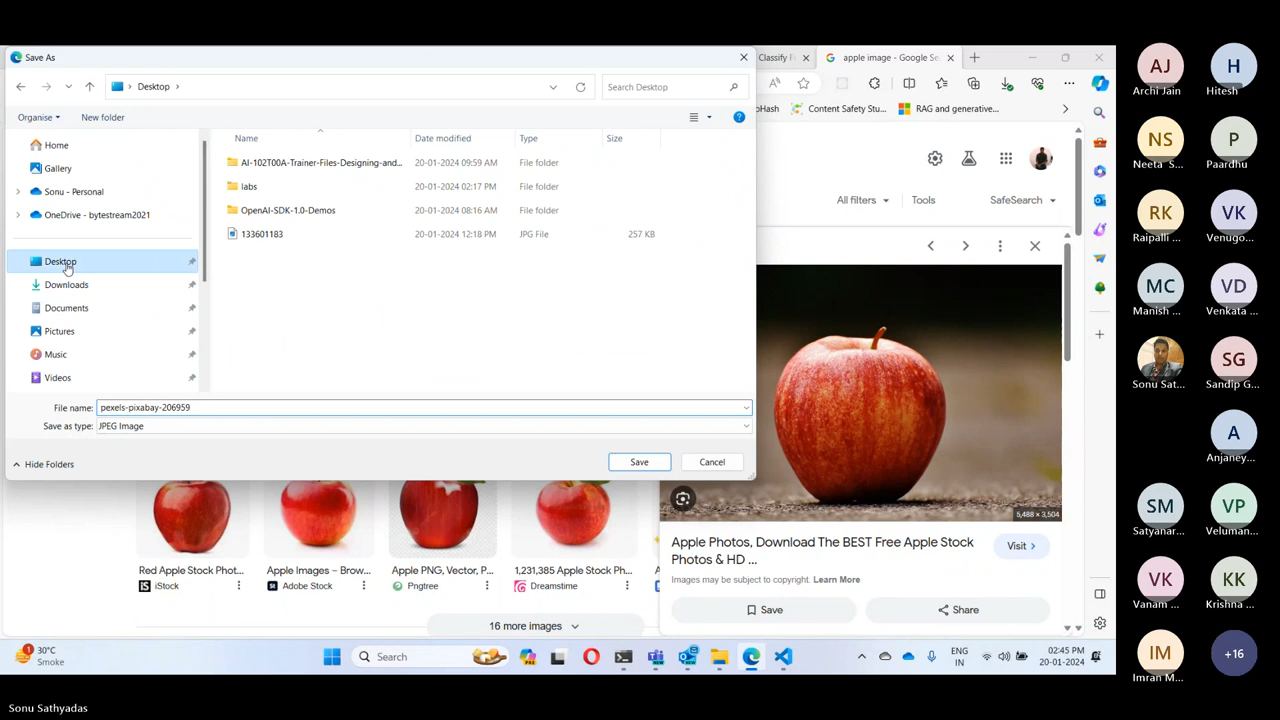 Save As
Desktop
Search Desktop
Organise
New folder
Home
Gallery
Sonu - Personal
OneDrive - bytestream2021
Desktop
Downloads
Documents
Pictures
Music
Videos
Name
Date modified
Type
Size
AI-102T00A-Trainer-Files-Designing-and...
20-01-2024 09:59 AM
File folder
labs
20-01-2024 02:17 PM
File folder
OpenAI-SDK-1.0-Demos
20-01-2024 08:16 AM
File folder
133601183
20-01-2024 12:18 PM
JPG File
257 KB
File name: pexels-pixabay-206959
Save as type: JPEG Image
Hide Folders
Save
Cancel
Classify
apple image - Google Se
Content Safety Stu...
RAG and generative...
All filters
Tools
SafeSearch
5,488 × 3,504
Apple Photos, Download The BEST Free Apple Stock
Photos & HD ...
Visit
Images may be subject to copyright. Learn More
Save
Share
Red Apple Stock Phot...
iStock
Apple Images – Brow...
Adobe Stock
Apple PNG, Vector, P...
Pngtree
1,231,385 Apple Stock Ph...
Dreamstime
16 more images
1
30°C
Smoke
Search
ENG
IN
02:45 PM
20-01-2024
AJ
Archi Jain
H
Hitesh
NS
Neeta S...
P
Paardhu
RK
Raipalli ...
VK
Venugo...
MC
Manish ...
VD
Venkata ...
Sonu Sat...
SG
Sandip G...
A
Anjaney...
SM
Satyanar...
VP
Veluman...
VK
Vanam ...
KK
Krishna ...
IM
Imran M...
+16
Sonu Sathyadas